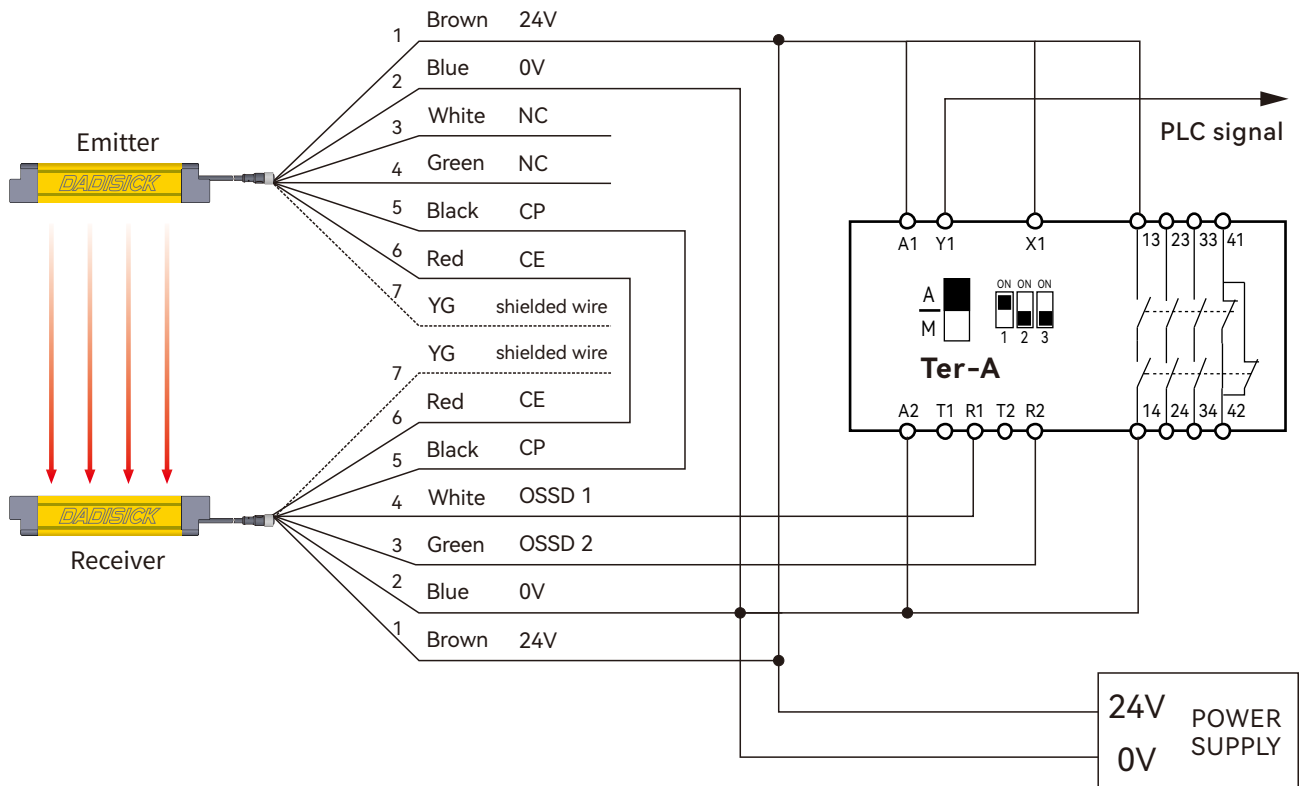 1 Brown 24V
2 Blue 0V
3 White NC
4 Green NC
5 Black CP
6 Red CE
7 YG shielded wire
YG shielded wire
7
Red CE
6
Black CP
5
White OSSD 1
4
3 Green OSSD 2
2 Blue 0V
1 Brown 24V
Emitter
DADISICK
DADISICK
Receiver
PLC signal
A1 Y1 X1 13 23 33 41
A
M
ON ON ON
1 2 3
Ter-A
A2 T1 R1 T2 R2 14 24 34 42
24V
0V
POWER
SUPPLY